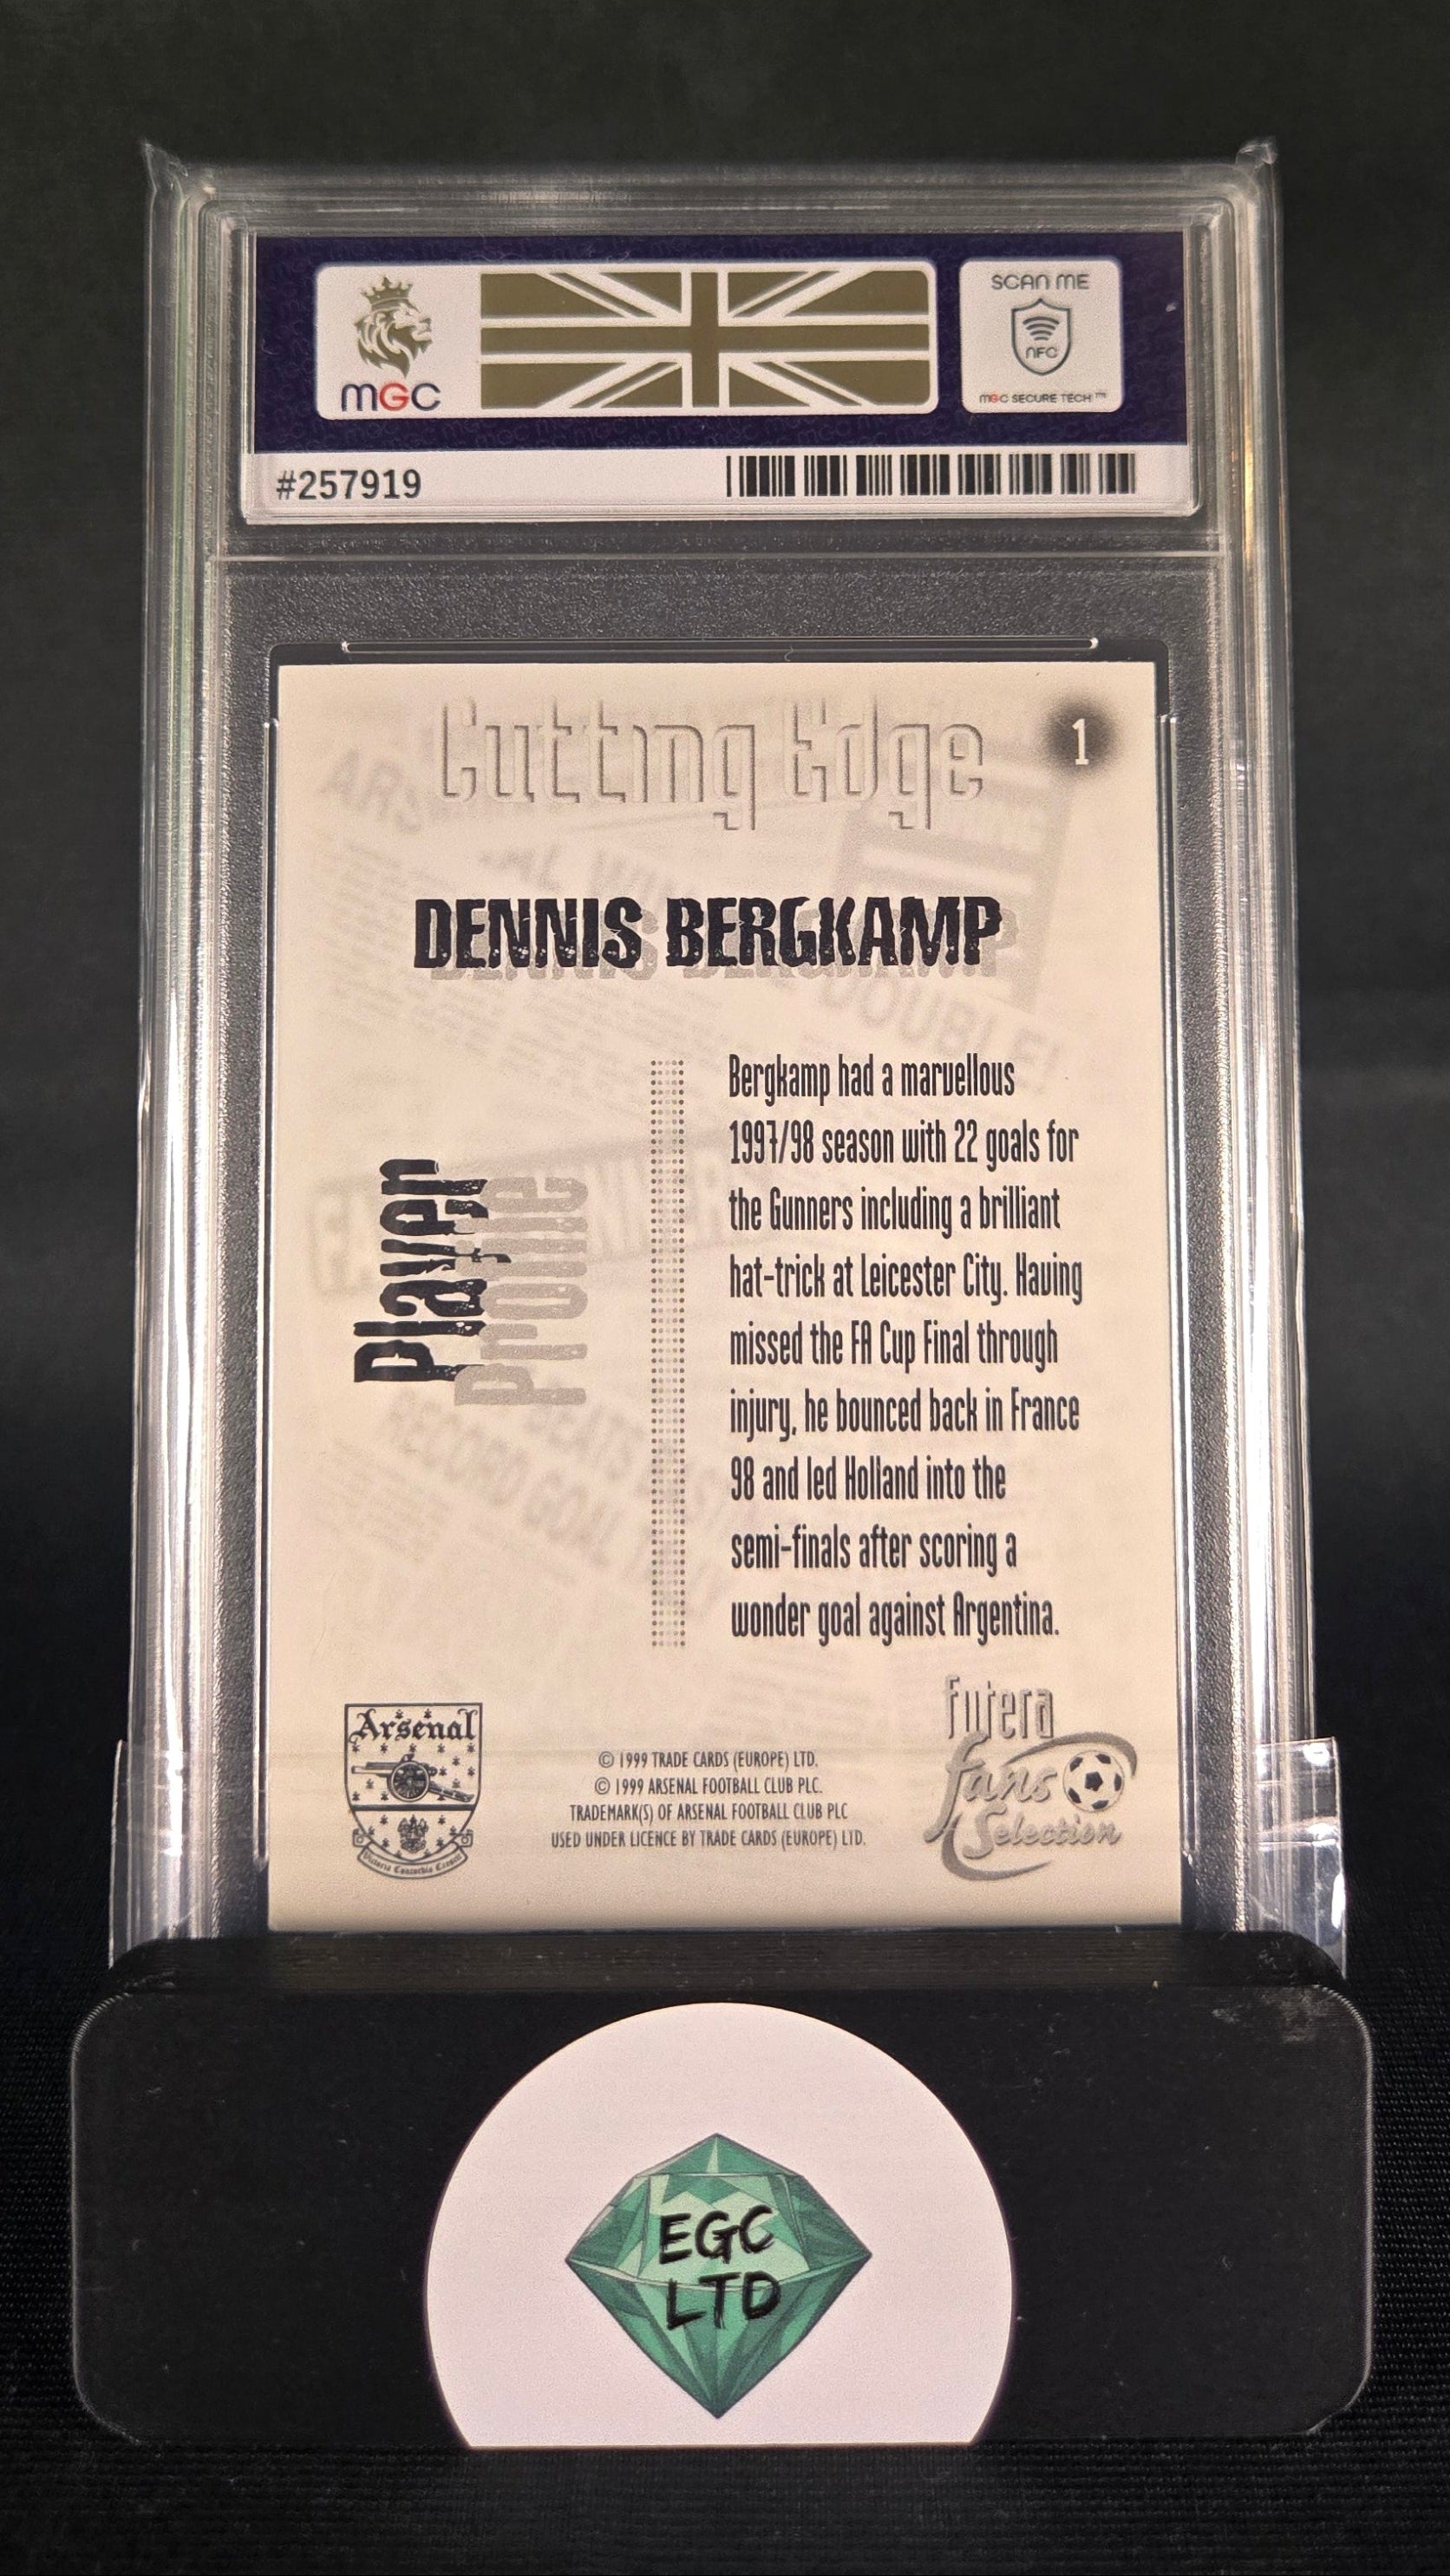 MGC
SCAN ME
NFC
MGC SECURE TECH™
#257919
Cutting Edge
1
DENNIS BERGKAMP
Player
Profile
Bergkamp had a marvellous
1997/98 season with 22 goals for
the Gunners including a brilliant
hat-trick at Leicester City. Having
missed the FA Cup Final through
injury, he bounced back in France
98 and led Holland into the
semi-finals after scoring a
wonder goal against Argentina.
Arsenal
Victoria Concordia Crescit
© 1999 TRADE CARDS (EUROPE) LTD.
© 1999 ARSENAL FOOTBALL CLUB PLC.
TRADEMARK(S) OF ARSENAL FOOTBALL CLUB PLC
USED UNDER LICENCE BY TRADE CARDS (EUROPE) LTD.
futera
fans
Selection
EGC
LTD